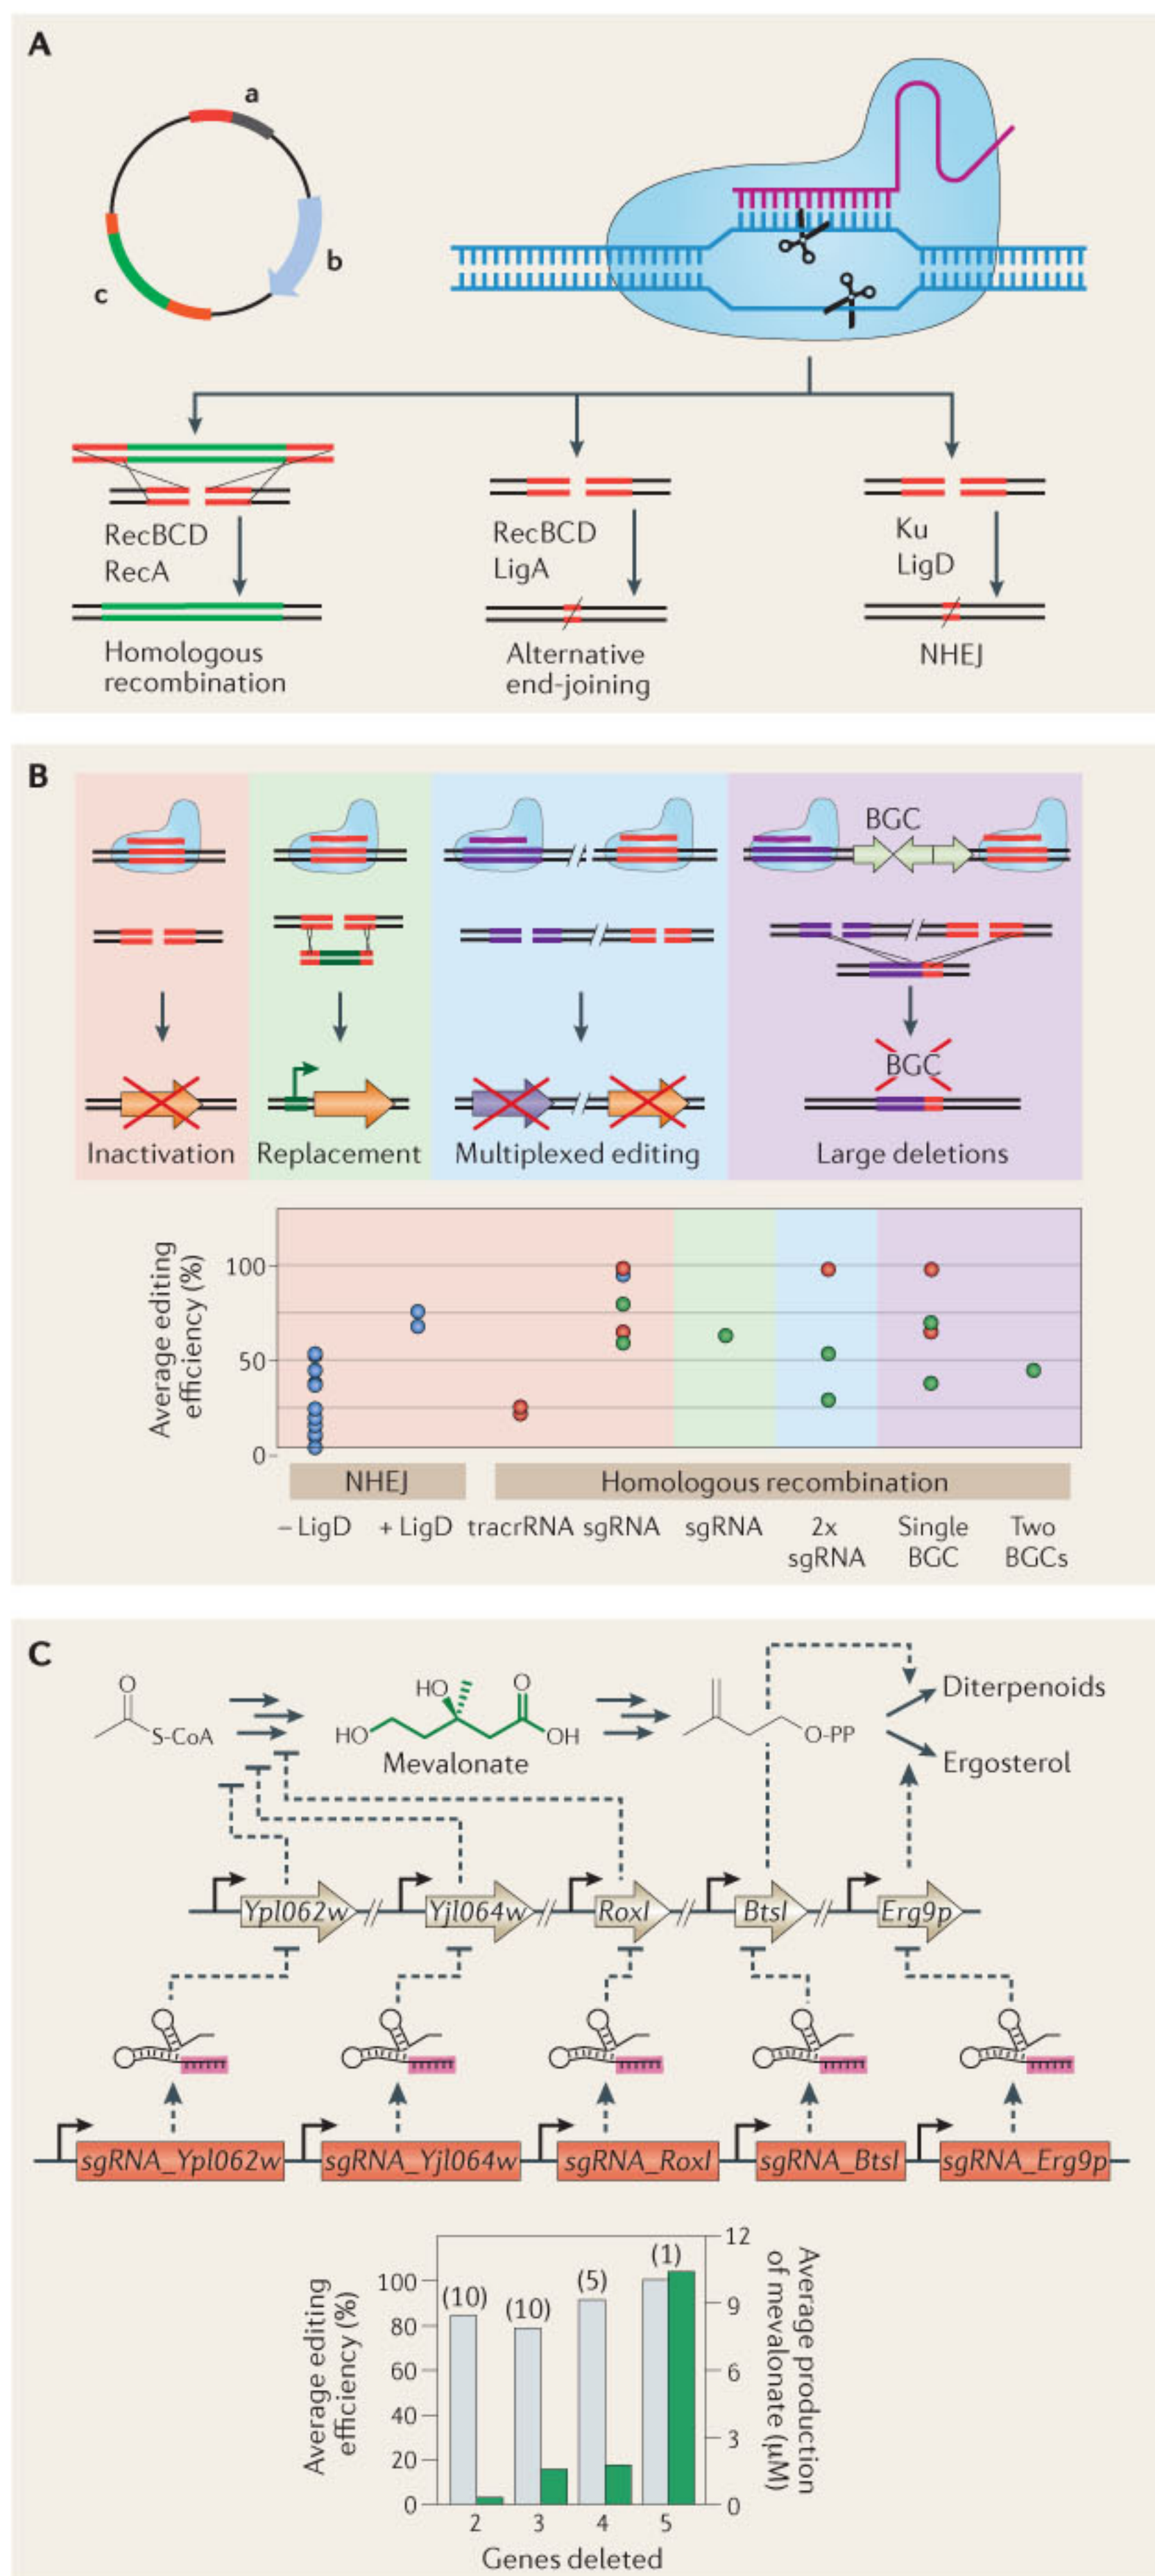 A
a
b
c
RecBCD
RecA
Homologous
recombination
RecBCD
LigA
Alternative
end-joining
Ku
LigD
NHEJ
B
BGC
BGC
Inactivation
Replacement
Multiplexed editing
Large deletions
Average editing
efficiency (%)
100
50
0
NHEJ
Homologous recombination
– LigD
+ LigD
tracrRNA
sgRNA
sgRNA
2x
sgRNA
Single
BGC
Two
BGCs
C
O
S-CoA
HO
O
HO
OH
Mevalonate
O-PP
Diterpenoids
Ergosterol
Ypl062w
Yjl064w
RoxI
BtsI
Erg9p
sgRNA_Ypl062w
sgRNA_Yjl064w
sgRNA_RoxI
sgRNA_BtsI
sgRNA_Erg9p
Average editing
efficiency (%)
100
80
60
40
20
0
(10)
(10)
(5)
(1)
12
9
6
3
0
Average production
of mevalonate (μM)
2
3
4
5
Genes deleted